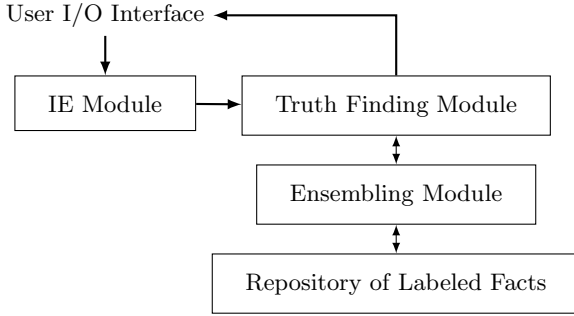 User I/O Interface
IE Module
Truth Finding Module
Ensembling Module
Repository of Labeled Facts